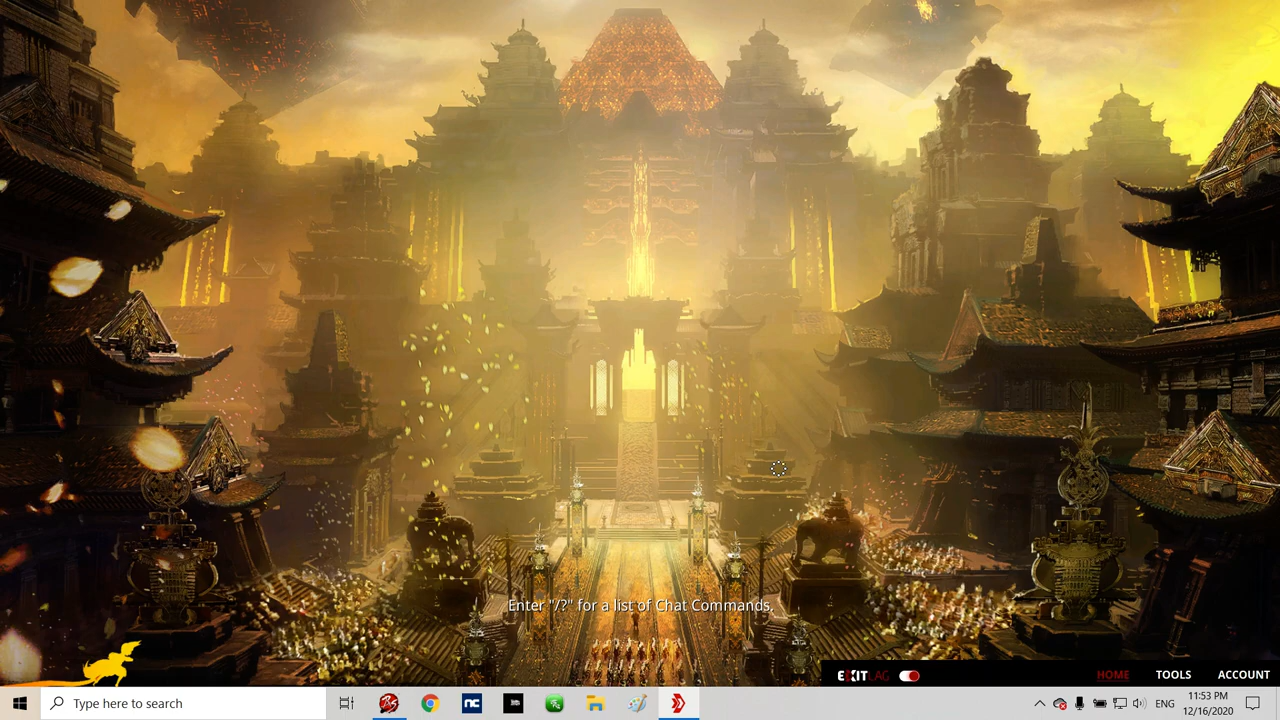 Enter "/?" for a list of Chat Commands.
EXITLAG
HOME
TOOLS
ACCOUNT
Type here to search
nc
ENG
11:53 PM
12/16/2020